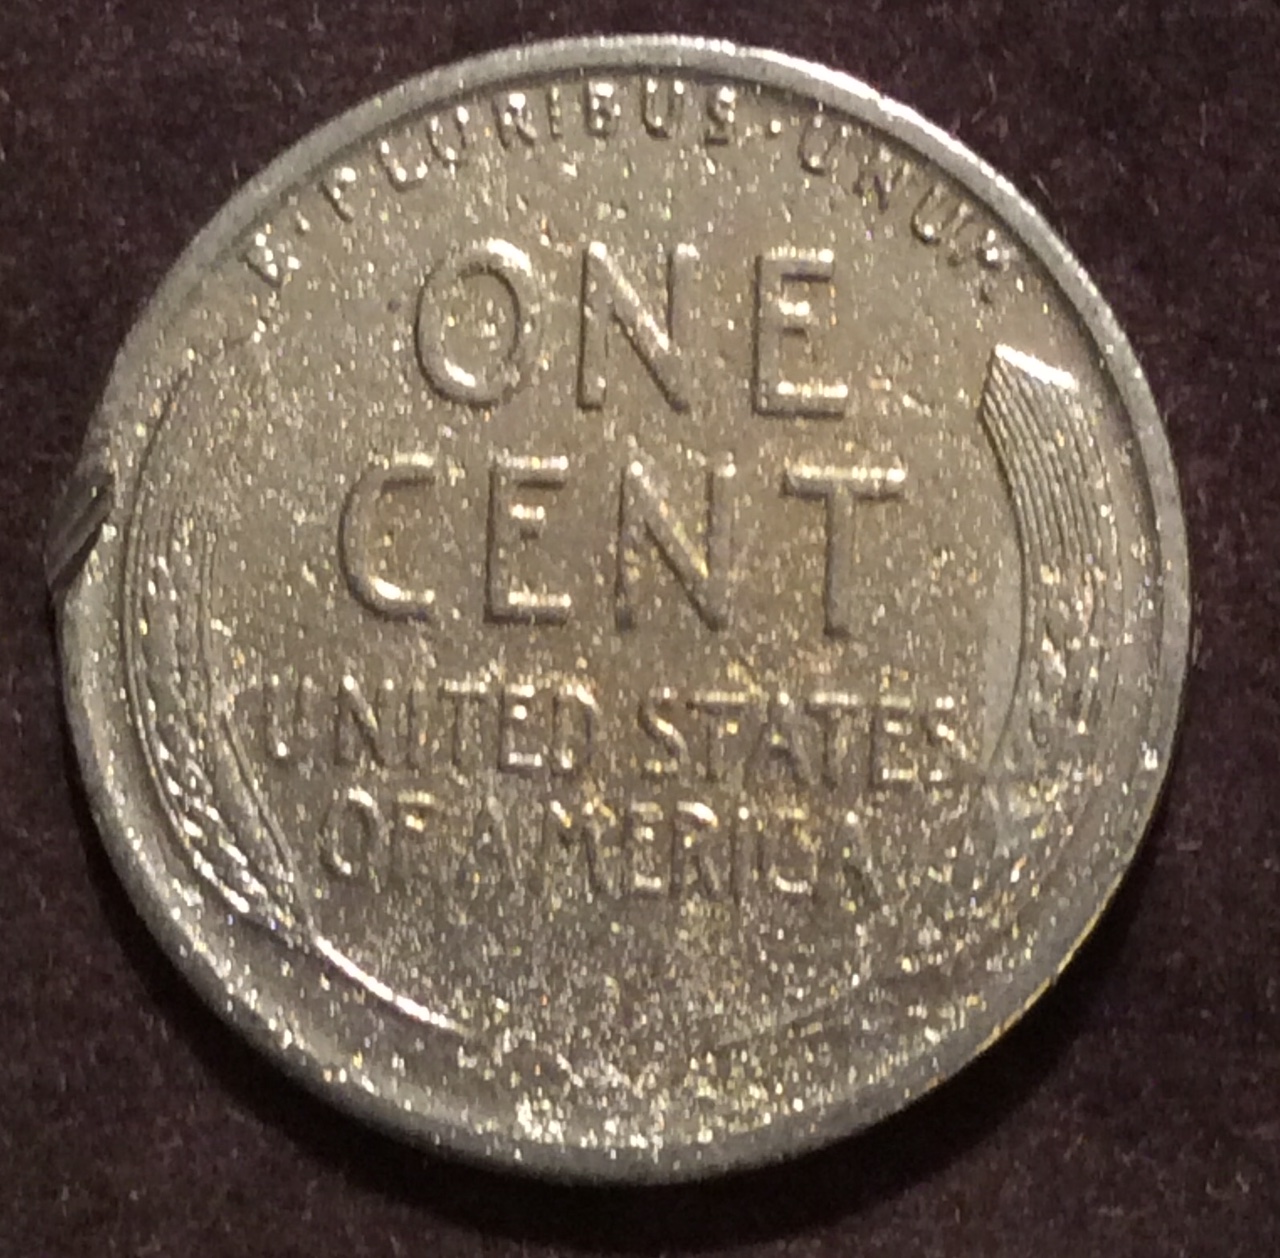 E·PLURIBUS·UNUM
ONE
CENT
UNITED STATES
OF AMERICA